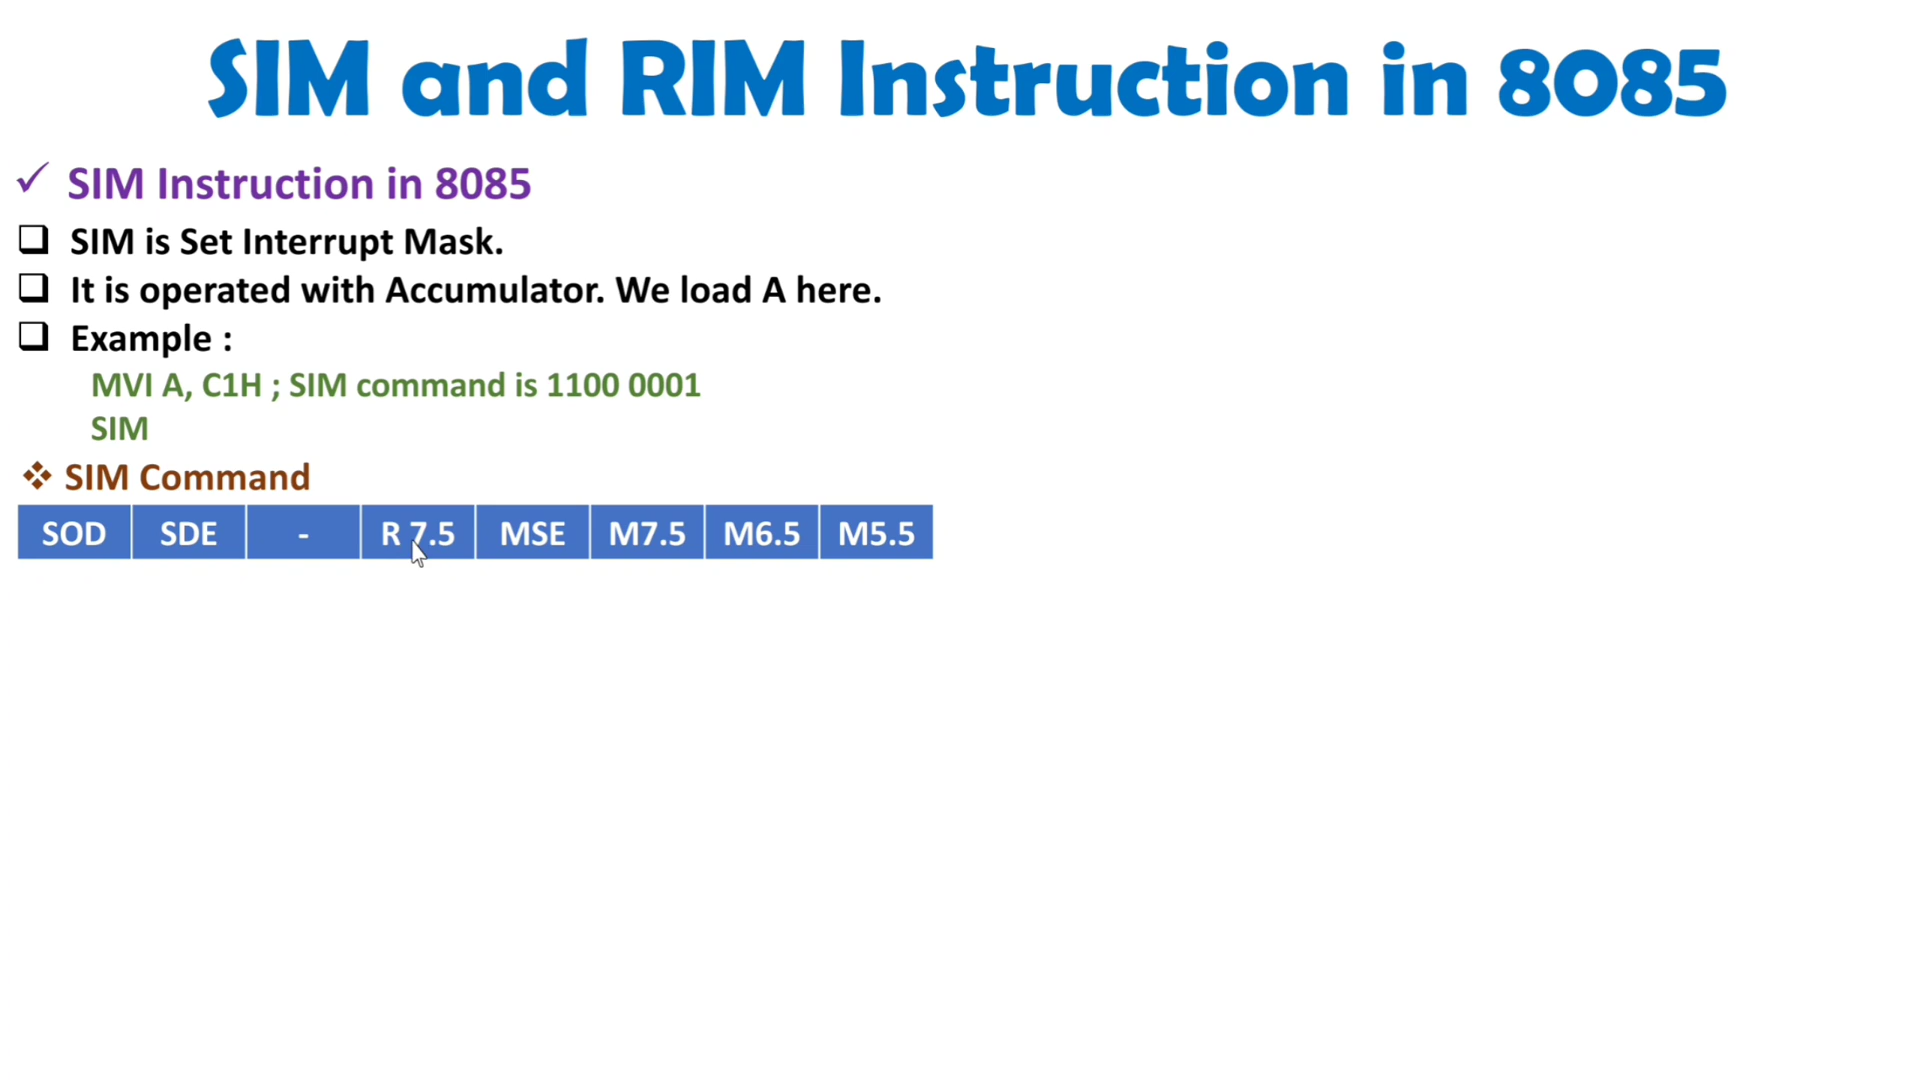 SIM and RIM Instruction in 8085
SIM Instruction in 8085
SIM is Set Interrupt Mask.
It is operated with Accumulator. We load A here.
Example :
MVI A, C1H ; SIM command is 1100 0001
SIM
SIM Command
SOD SDE - R 7.5 MSE M7.5 M6.5 M5.5